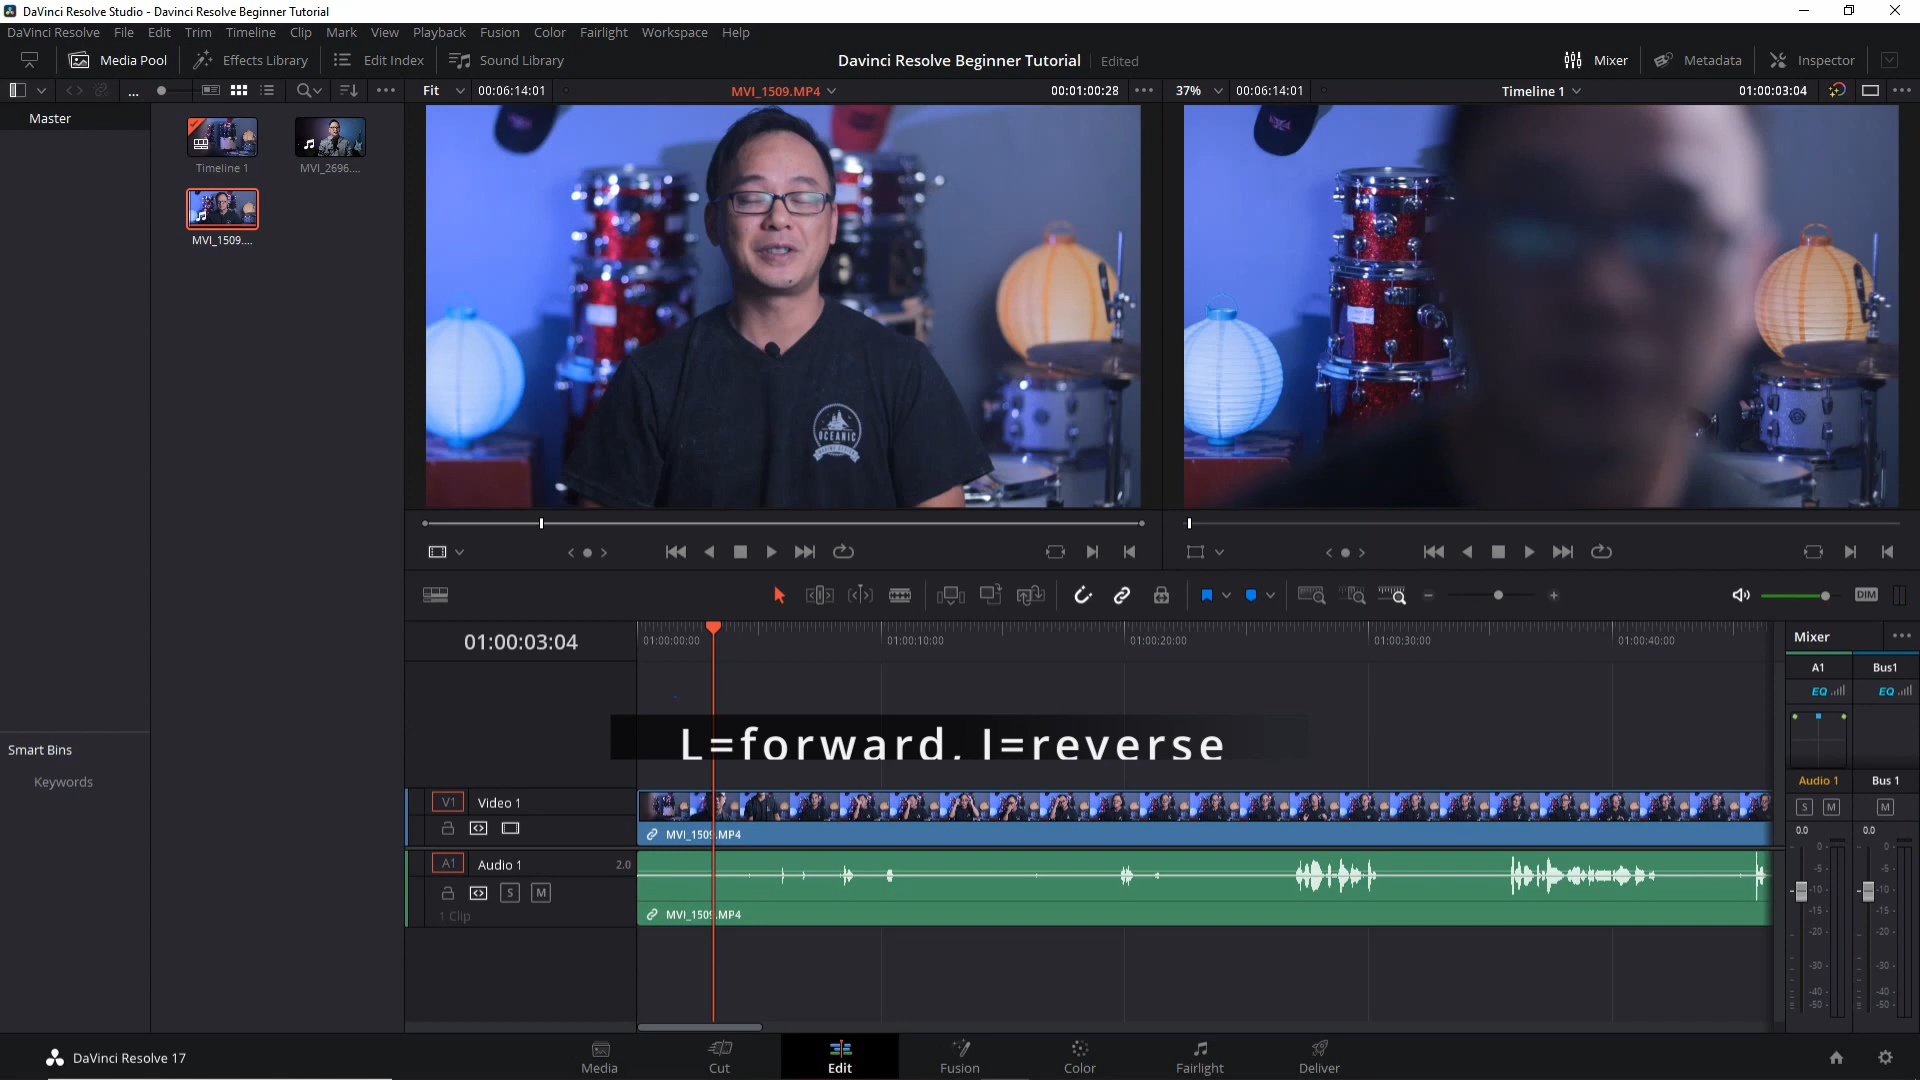 DaVinci Resolve Studio - Davinci Resolve Beginner Tutorial
DaVinci Resolve File Edit Trim Timeline Clip Mark View Playback Fusion Color Fairlight Workspace Help
Media Pool Effects Library Edit Index Sound Library Davinci Resolve Beginner Tutorial Edited Mixer Metadata Inspector
... Fit 00:06:14:01 MVI_1509.MP4 00:01:00:28 37% 00:06:14:01 Timeline 1 01:00:03:04
Master
Timeline 1 MVI_2696....
MVI_1509....
OCEANIC
DIM
01:00:03:04 01:00:00:00 01:00:10:00 01:00:20:00 01:00:30:00 01:00:40:00
Mixer
A1 Bus1
EQ EQ
L=forward, J=reverse
Smart Bins
Keywords
Audio 1 Bus 1
V1 Video 1
S M M
MVI_1509.MP4
0.0 0.0
A1 Audio 1 2.0
S M
1 Clip
MVI_1509.MP4
0 0
-5 -5
-10 -10
-15 -15
-20 -20
-30 -30
-40 -40
-50 -50
DaVinci Resolve 17
Media Cut Edit Fusion Color Fairlight Deliver